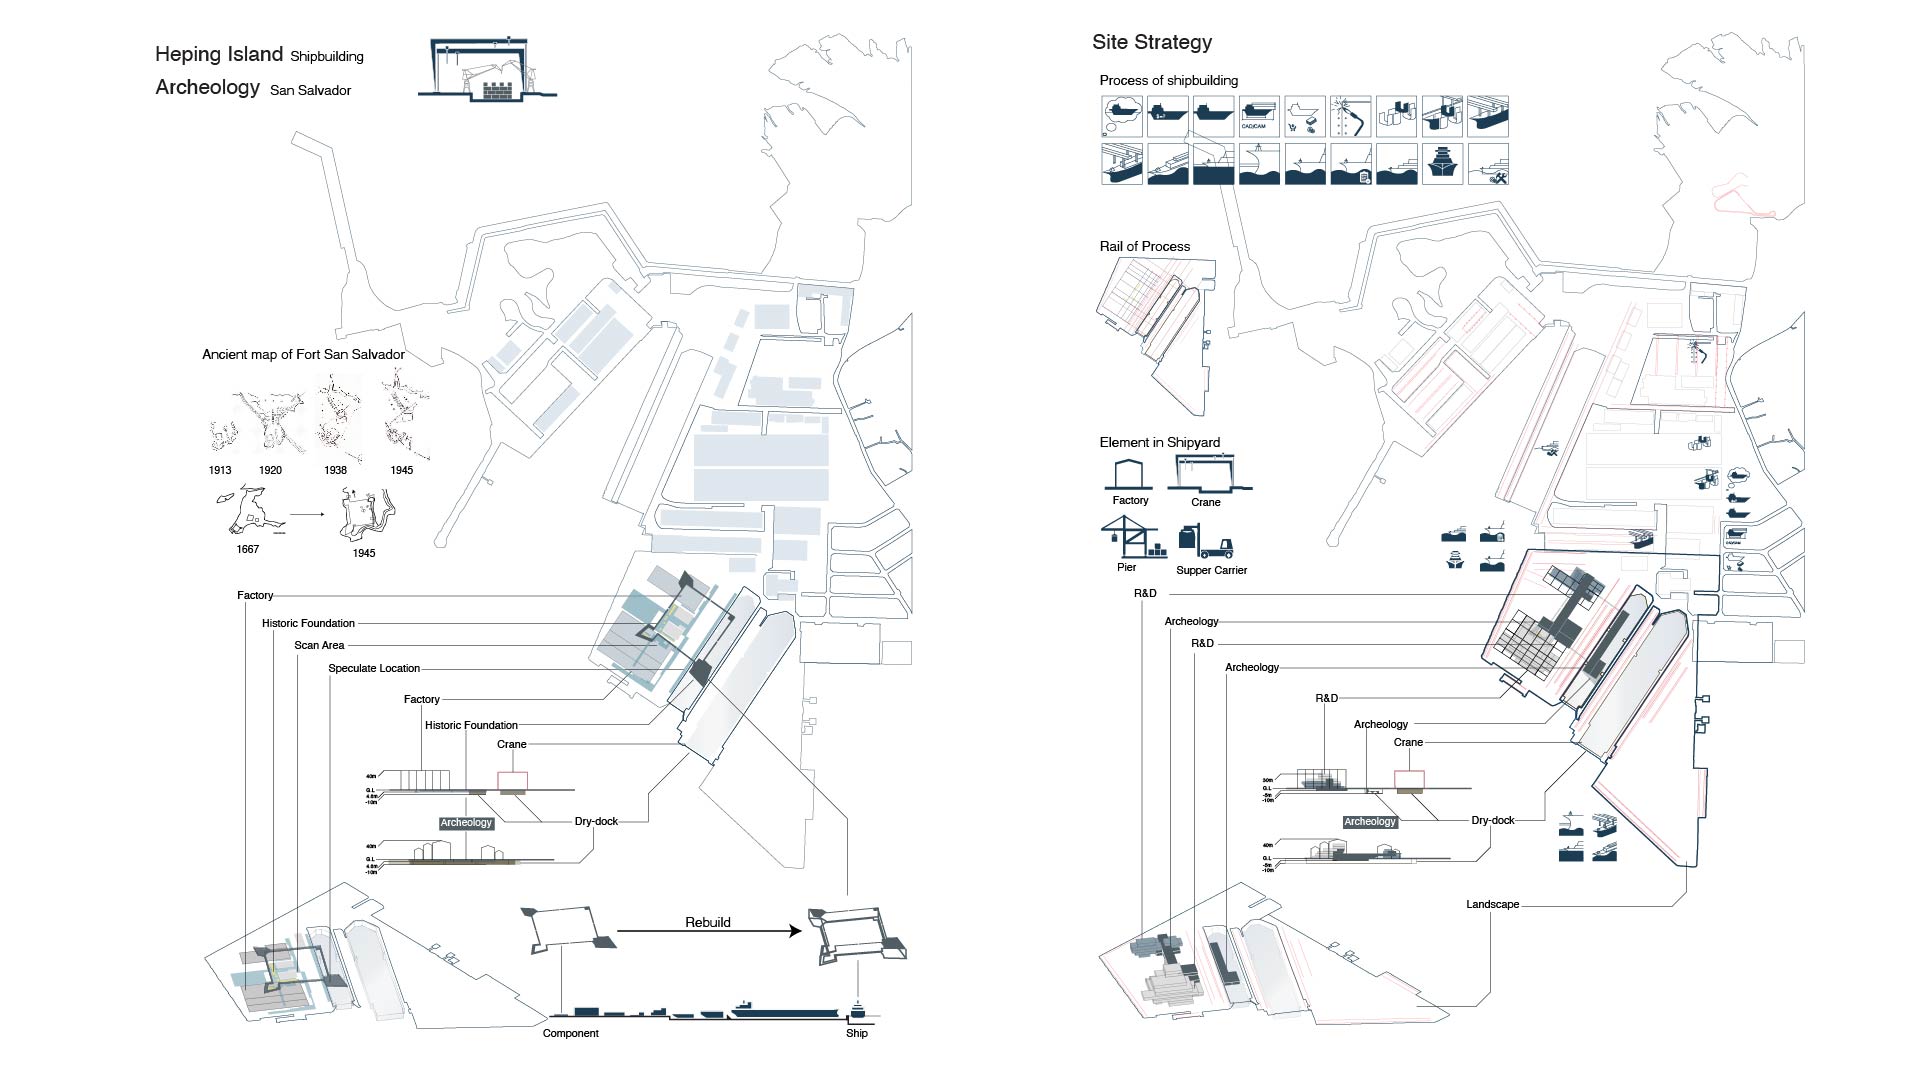 Heping Island Shipbuilding
Archeology San Salvador
Ancient map of Fort San Salvador
1913 1920 1938 1945
1667 1945
Factory
Historic Foundation
Scan Area
Speculate Location
Factory
Historic Foundation
Crane
40m
G.L
4.8m
-10m
Archeology
Dry-dock
40m
G.L
4.8m
-10m
Rebuild
Component Ship
Site Strategy
Process of shipbuilding
CAD/CAM
Rail of Process
Element in Shipyard
Factory Crane
Pier Supper Carrier
R&D
Archeology
R&D
Archeology
R&D
Archeology
Crane
G.L
-5m
-10m
Archeology
Dry-dock
40m
G.L
-5m
-10m
Landscape